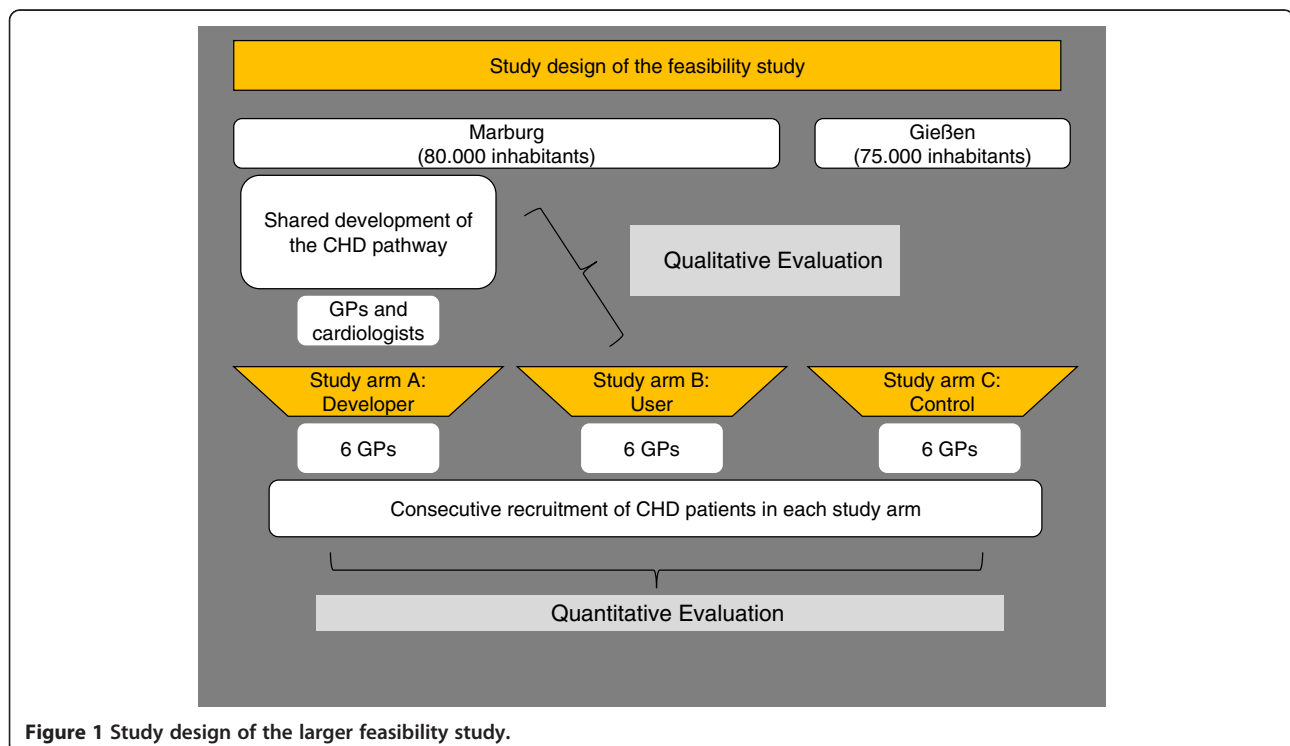 Study design of the feasibility study
Marburg
(80.000 inhabitants)
Gießen
(75.000 inhabitants)
Shared development of
the CHD pathway
Qualitative Evaluation
GPs and
cardiologists
Study arm A:
Developer
Study arm B:
User
Study arm C:
Control
6 GPs
6 GPs
6 GPs
Consecutive recruitment of CHD patients in each study arm
Quantitative Evaluation
Figure 1 Study design of the larger feasibility study.